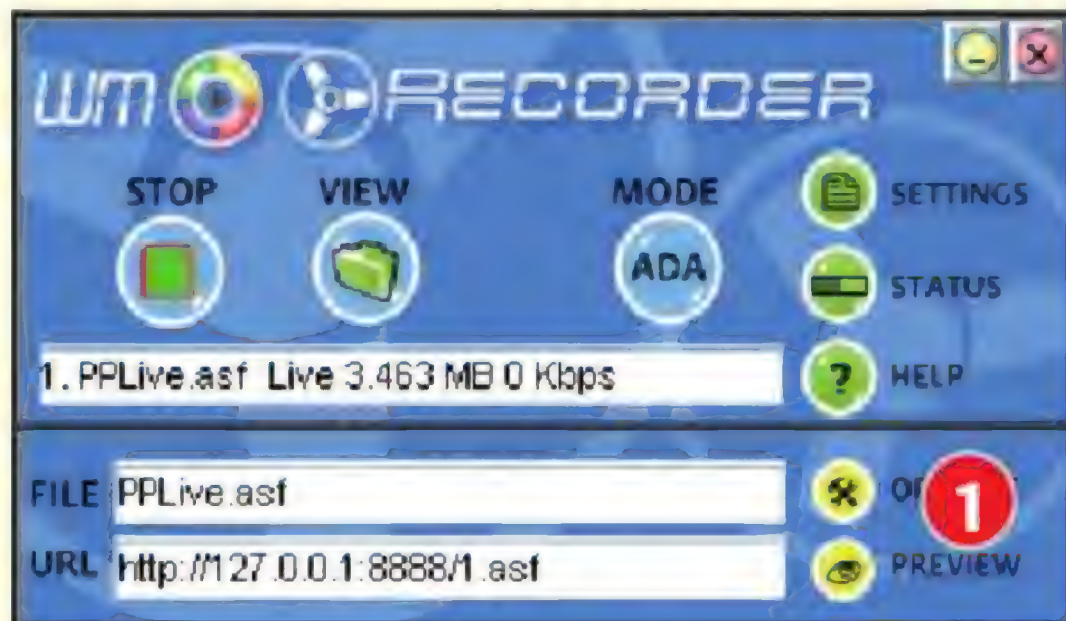 WM RECORDER
STOP VIEW MODE
ADA
SETTINGS
STATUS
1. PPLive.asf Live 3.463 MB 0 Kbps
HELP
FILE PPLive.asf
1
URL http://127.0.0.1:8888/1.asf
PREVIEW